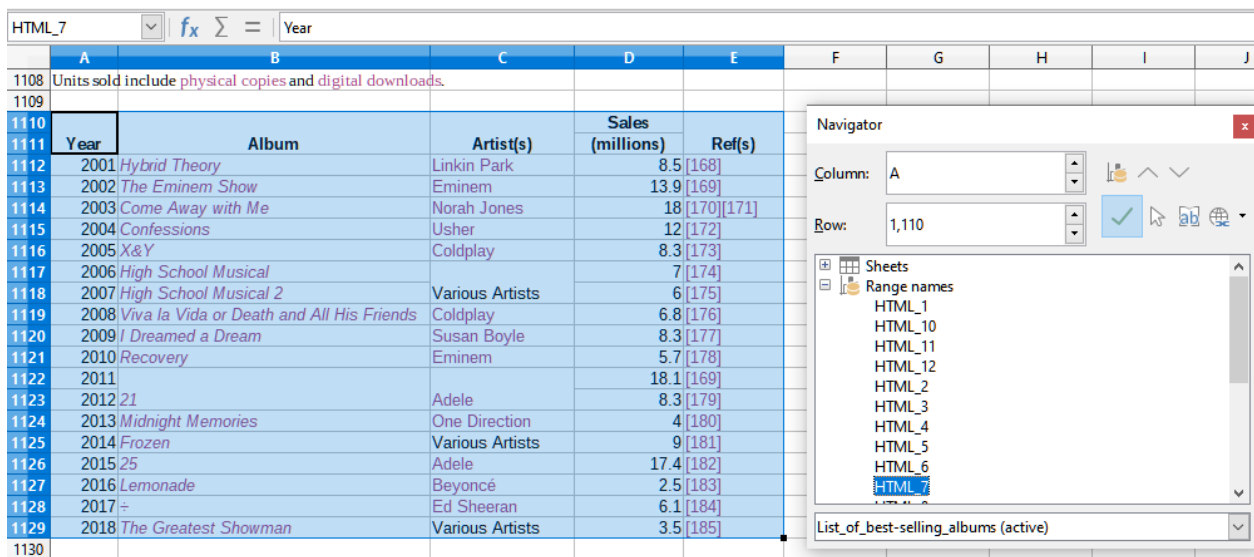 HTML_7 fx Σ = Year
A B C D E F G H I J
1108 Units sold include physical copies and digital downloads.
1109
1110 Sales
1111 Year Album Artist(s) (millions) Ref(s)
1112 2001 Hybrid Theory Linkin Park 8.5 [168]
1113 2002 The Eminem Show Eminem 13.9 [169]
1114 2003 Come Away with Me Norah Jones 18 [170][171]
1115 2004 Confessions Usher 12 [172]
1116 2005 X&Y Coldplay 8.3 [173]
1117 2006 High School Musical 7 [174]
1118 2007 High School Musical 2 Various Artists 6 [175]
1119 2008 Viva la Vida or Death and All His Friends Coldplay 6.8 [176]
1120 2009 I Dreamed a Dream Susan Boyle 8.3 [177]
1121 2010 Recovery Eminem 5.7 [178]
1122 2011 18.1 [169]
1123 2012 21 Adele 8.3 [179]
1124 2013 Midnight Memories One Direction 4 [180]
1125 2014 Frozen Various Artists 9 [181]
1126 2015 25 Adele 17.4 [182]
1127 2016 Lemonade Beyoncé 2.5 [183]
1128 2017 ÷ Ed Sheeran 6.1 [184]
1129 2018 The Greatest Showman Various Artists 3.5 [185]
1130
Navigator x
Column: A
Row: 1,110 ab
Sheets
Range names
HTML_1
HTML_10
HTML_11
HTML_12
HTML_2
HTML_3
HTML_4
HTML_5
HTML_6
HTML_7
List_of_best-selling_albums (active)